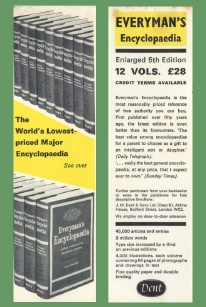 The
World's Lowest-
priced Major
Encyclopaedia
See over
Everyman's
Encyclopaedia
EVERYMAN'S
Encyclopaedia
Enlarged 5th Edition
12 VOLS. £28
CREDIT TERMS AVAILABLE
Everyman's Encyclopaedia is the
most reasonably priced reference
of true authority you can buy.
First published over fifty years
ago, the latest edition is even
better than its forerunners. 'The
best value among encyclopaedias
for a parent to choose as a gift to
an intelligent son or daughter.'
(Daily Telegraph).
'. . . easily the best general encyclo-
paedia, at any price, that I expect
ever to own.' (Sunday Times).
Further particulars from your bookseller
or write to the publishers for free
descriptive brochure:
J. M. Dent & Sons Ltd. Aldine
House, Bedford Street, London WC2.
We employ no door-to-door salesmen
45,000 articles and entries
8 million words
Type size increased by a third
on previous editions
4,000 illustrations, each volume
containing pages of photographs
and drawings in text
Fine quality paper and durable
binding
Dent